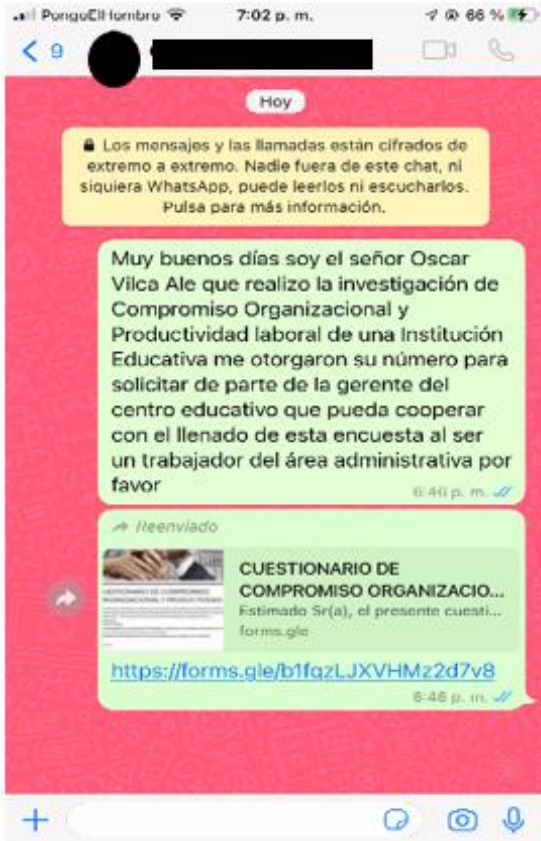 PongoElHombro 7:02 p. m. 66 %
9
Hoy
Los mensajes y las llamadas están cifrados de
extremo a extremo. Nadie fuera de este chat, ni
siquiera WhatsApp, puede leerlos ni escucharlos.
Pulsa para más información.
Muy buenos días soy el señor Oscar
Vilca Ale que realizo la investigación de
Compromiso Organizacional y
Productividad laboral de una Institución
Educativa me otorgaron su número para
solicitar de parte de la gerente del
centro educativo que pueda cooperar
con el llenado de esta encuesta al ser
un trabajador del área administrativa por
favor
6:46 p. m.
Reenviado
CUESTIONARIO DE
COMPROMISO ORGANIZACIO...
Estimado Sr(a), el presente cuesti...
forms.gle
https://forms.gle/b1fqzLJXVHMz2d7v8
6:46 p. m.